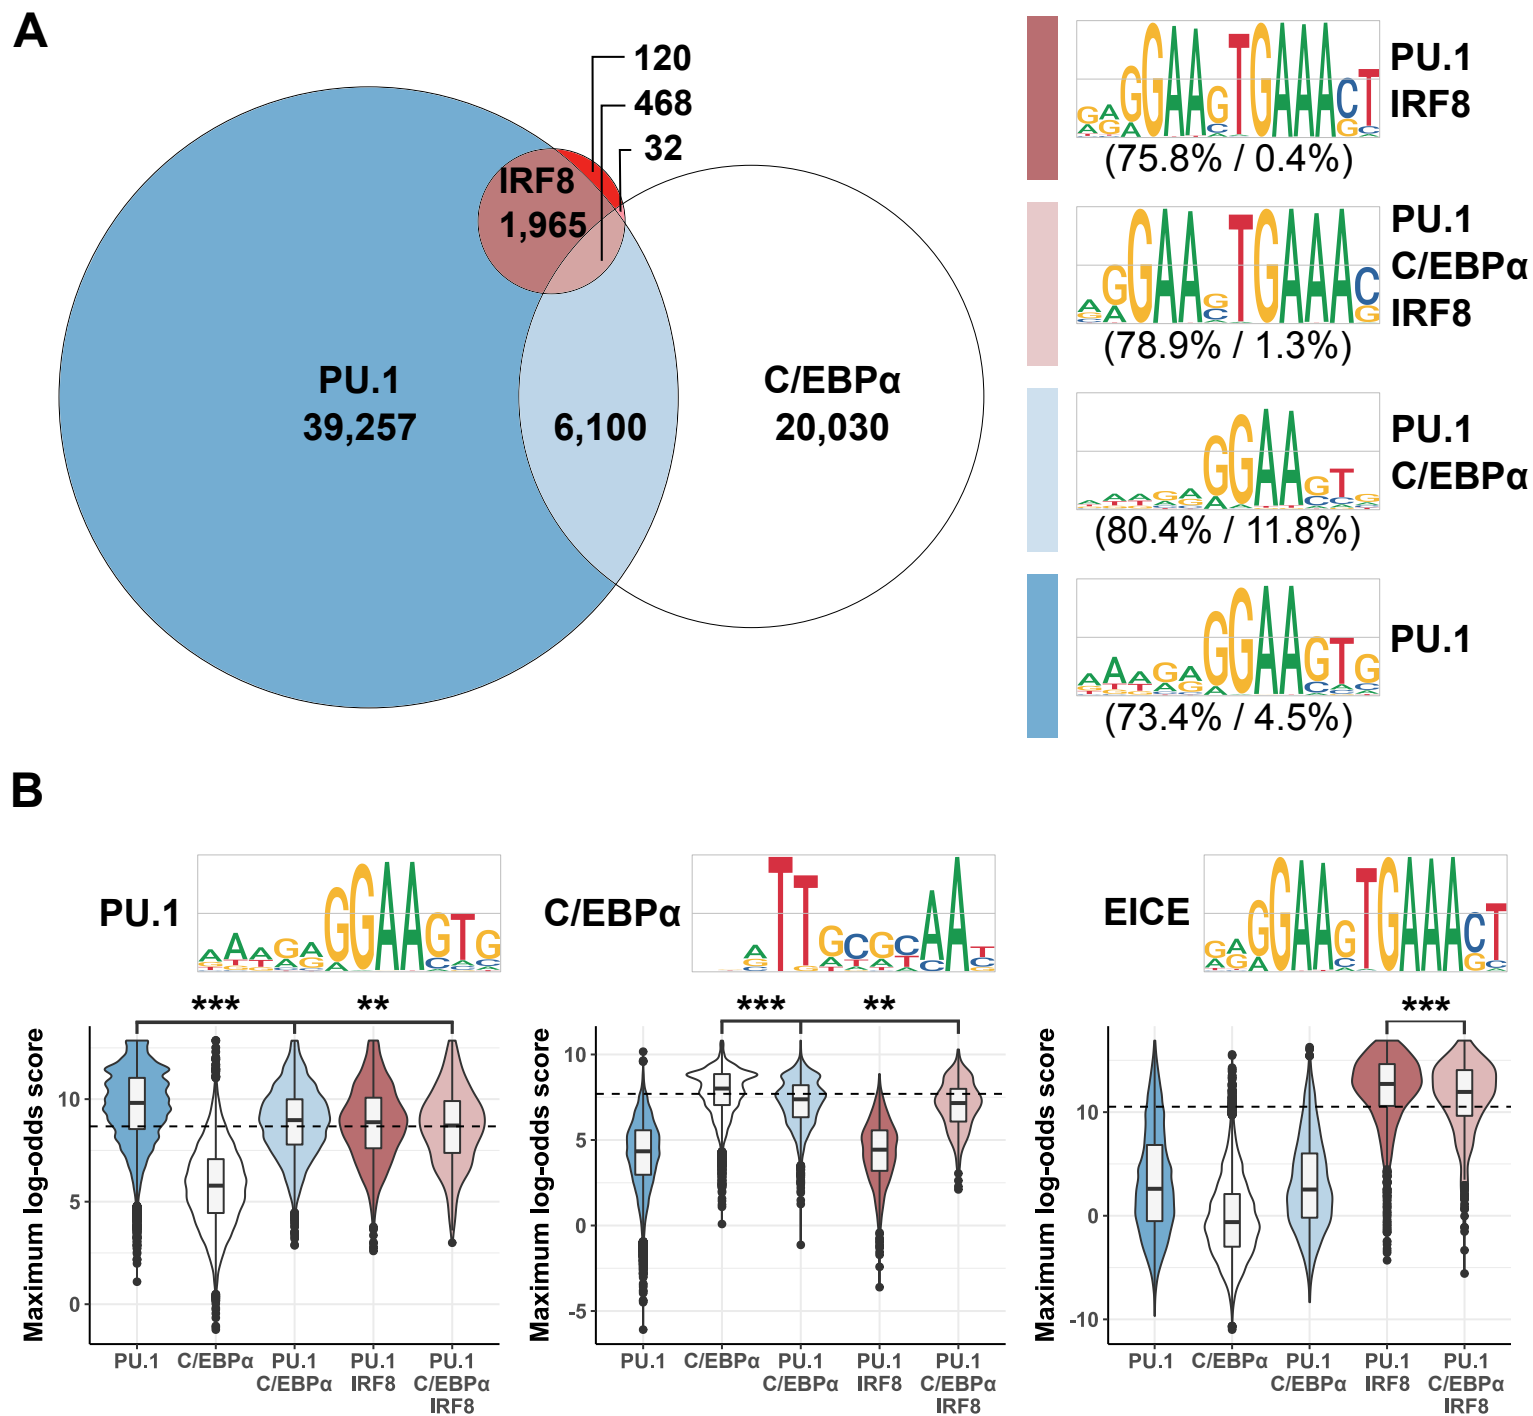 A
120
468
32
IRF8
1,965
PU.1
39,257
6,100
C/EBPα
20,030
PU.1
IRF8
(75.8% / 0.4%)
PU.1
C/EBPα
IRF8
(78.9% / 1.3%)
PU.1
C/EBPα
(80.4% / 11.8%)
PU.1
(73.4% / 4.5%)
B
PU.1
***
**
Maximum log-odds score
10
5
0
PU.1
C/EBPα
PU.1
C/EBPα
PU.1
IRF8
PU.1
C/EBPα
IRF8
C/EBPα
***
**
Maximum log-odds score
10
5
0
-5
PU.1
C/EBPα
PU.1
C/EBPα
PU.1
IRF8
PU.1
C/EBPα
IRF8
EICE
***
Maximum log-odds score
10
0
-10
PU.1
C/EBPα
PU.1
C/EBPα
PU.1
IRF8
PU.1
C/EBPα
IRF8